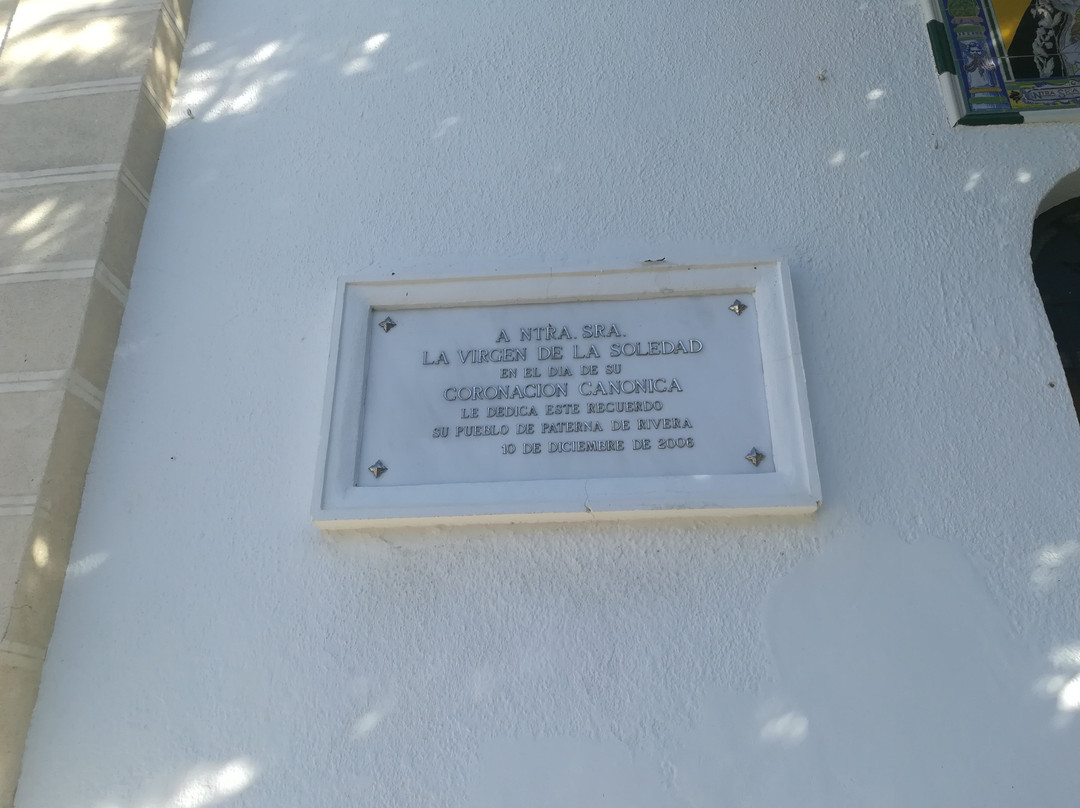 A NTRA. SRA.
LA VIRGEN DE LA SOLEDAD
EN EL DIA DE SU
CORONACION CANONICA
LE DEDICA ESTE RECUERDO
SU PUEBLO DE PATERNA DE RIVERA
10 DE DICIEMBRE DE 2006